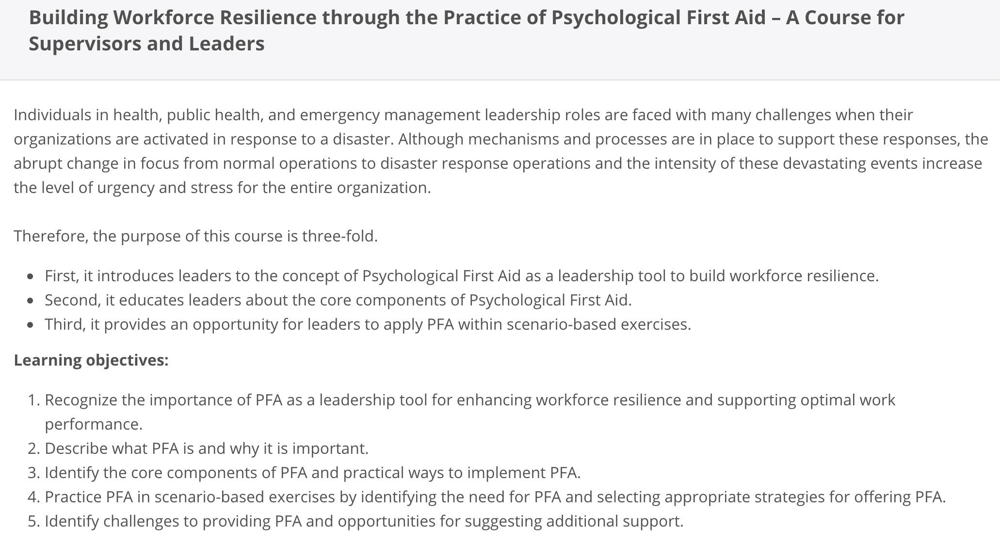 Building Workforce Resilience through the Practice of Psychological First Aid – A Course for
Supervisors and Leaders
Individuals in health, public health, and emergency management leadership roles are faced with many challenges when their
organizations are activated in response to a disaster. Although mechanisms and processes are in place to support these responses, the
abrupt change in focus from normal operations to disaster response operations and the intensity of these devastating events increase
the level of urgency and stress for the entire organization.
Therefore, the purpose of this course is three-fold.
• First, it introduces leaders to the concept of Psychological First Aid as a leadership tool to build workforce resilience.
• Second, it educates leaders about the core components of Psychological First Aid.
• Third, it provides an opportunity for leaders to apply PFA within scenario-based exercises.
Learning objectives:
1. Recognize the importance of PFA as a leadership tool for enhancing workforce resilience and supporting optimal work
performance.
2. Describe what PFA is and why it is important.
3. Identify the core components of PFA and practical ways to implement PFA.
4. Practice PFA in scenario-based exercises by identifying the need for PFA and selecting appropriate strategies for offering PFA.
5. Identify challenges to providing PFA and opportunities for suggesting additional support.